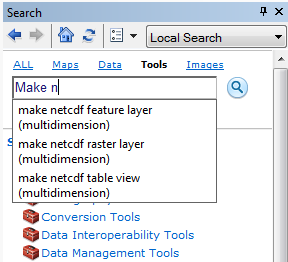 Search
Local Search
ALL Maps Data Tools Images
Make n
make netcdf feature layer
(multidimension)
make netcdf raster layer
(multidimension)
make netcdf table view
(multidimension)
Conversion Tools
Data Interoperability Tools
Data Management Tools